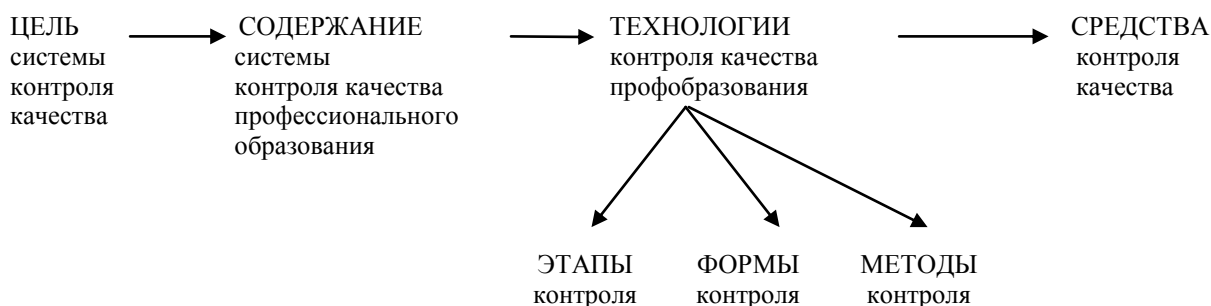 ЦЕЛЬ
системы
контроля
качества
СОДЕРЖАНИЕ
системы
контроля качества
профессионального
образования
ТЕХНОЛОГИИ
контроля качества
профобразования
СРЕДСТВА
контроля
качества
ЭТАПЫ
контроля
ФОРМЫ
контроля
МЕТОДЫ
контроля